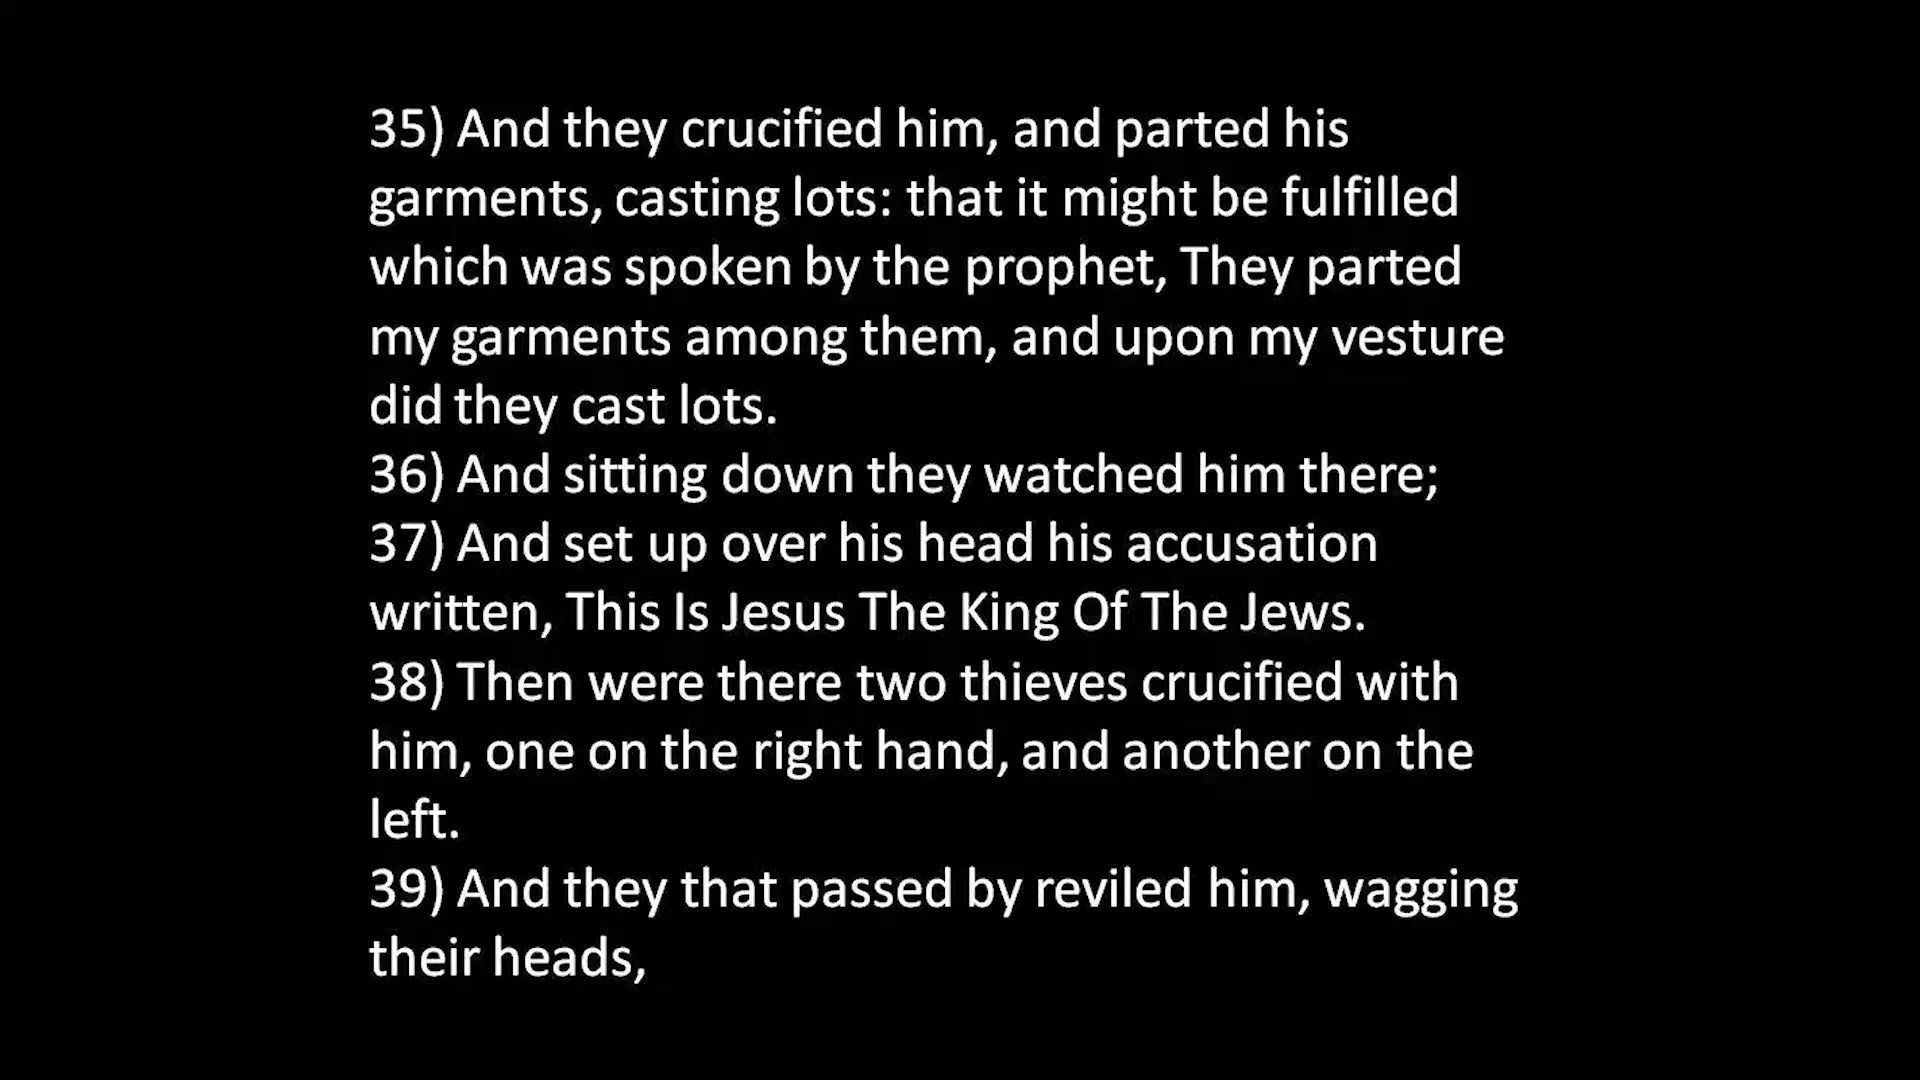 35) And they crucified him, and parted his
garments, casting lots: that it might be fulfilled
which was spoken by the prophet, They parted
my garments among them, and upon my vesture
did they cast lots.
36) And sitting down they watched him there;
37) And set up over his head his accusation
written, This Is Jesus The King Of The Jews.
38) Then were there two thieves crucified with
him, one on the right hand, and another on the
left.
39) And they that passed by reviled him, wagging
their heads,